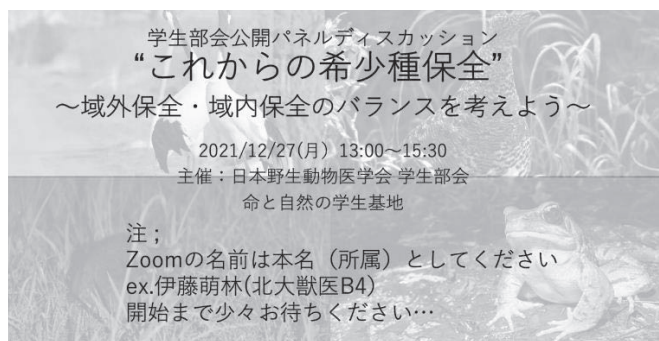 学生部会公開パネルディスカッション
“これからの希少種保全”
～域外保全・域内保全のバランスを考えよう～
2021/12/27(月) 13:00～15:30
主催：日本野生動物医学会 学生部会
命と自然の学生基地
注；
Zoomの名前は本名（所属）としてください
ex.伊藤萌林(北大獣医B4)
開始まで少々お待ちください…